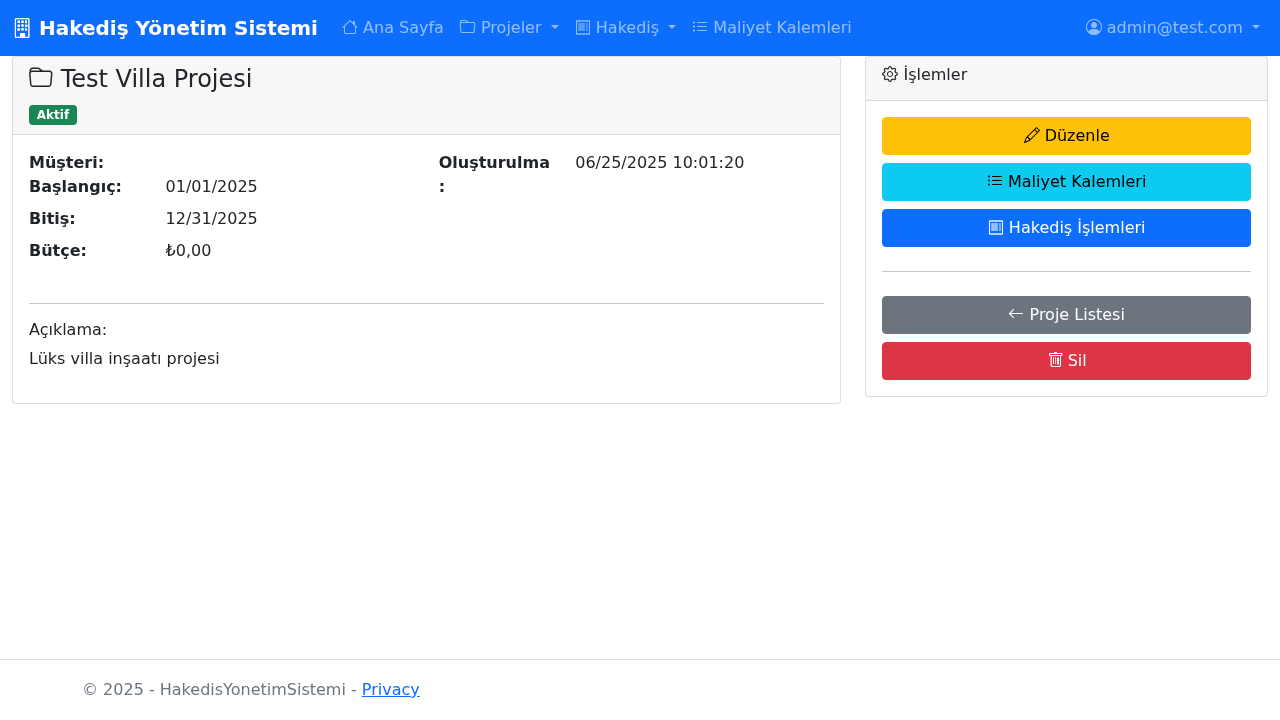 Hakediş Yönetim Sistemi Ana Sayfa Projeler Hakediş Maliyet Kalemleri admin@test.com
Test Villa Projesi
Aktif
Müşteri:
Başlangıç: 01/01/2025
Bitiş: 12/31/2025
Bütçe: ₺0,00
Oluşturulma : 06/25/2025 10:01:20
Açıklama:
Lüks villa inşaatı projesi
İşlemler
Düzenle
Maliyet Kalemleri
Hakediş İşlemleri
Proje Listesi
Sil
© 2025 - HakedisYonetimSistemi - Privacy